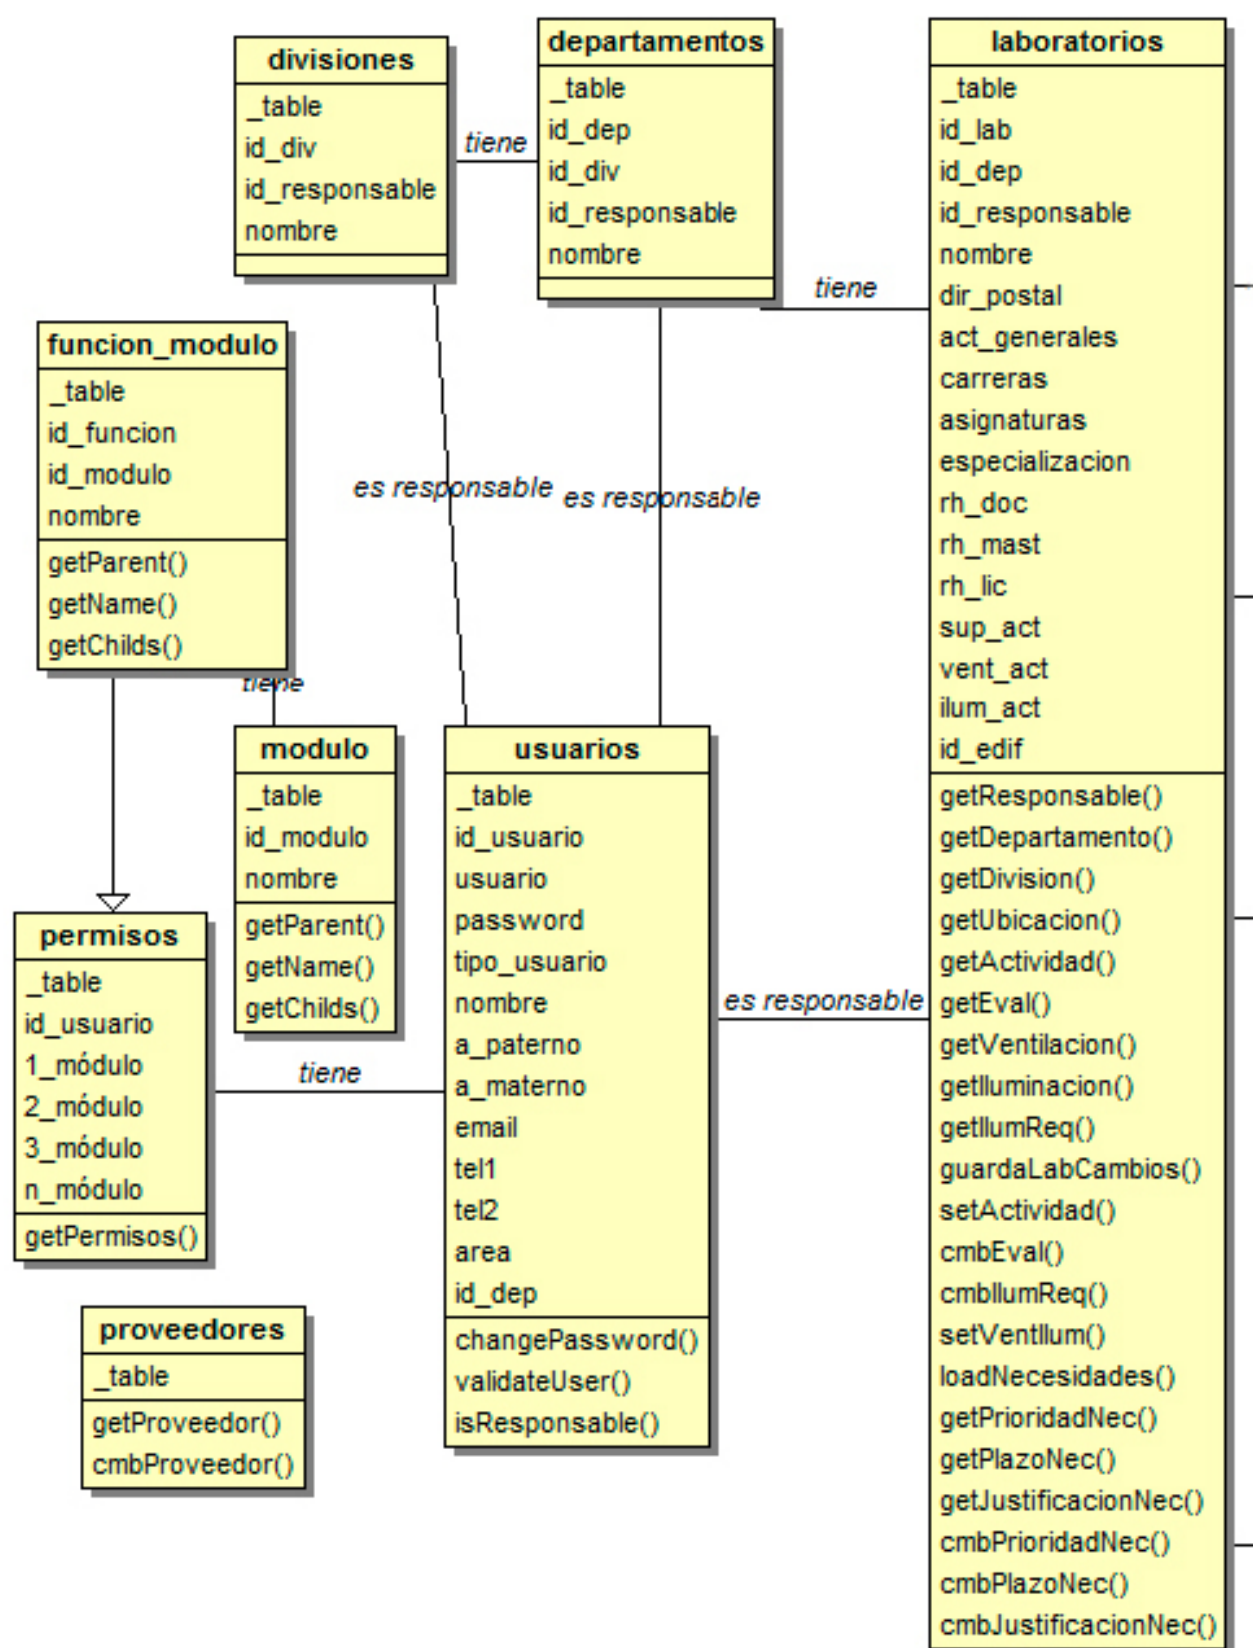 divisiones
_table
id_div
id_responsable
nombre
tiene
departamentos
_table
id_dep
id_div
id_responsable
nombre
tiene
laboratorios
_table
id_lab
id_dep
id_responsable
nombre
dir_postal
act_generales
carreras
asignaturas
especializacion
rh_doc
rh_mast
rh_lic
sup_act
vent_act
ilum_act
id_edif
getResponsable()
getDepartamento()
getDivision()
getUbicacion()
getActividad()
getEval()
getVentilacion()
getIluminacion()
getIlumReq()
guardaLabCambios()
setActividad()
cmbEval()
cmbIlumReq()
setVentIlum()
loadNecesidades()
getPrioridadNec()
getPlazoNec()
getJustificacionNec()
cmbPrioridadNec()
cmbPlazoNec()
cmbJustificacionNec()
funcion_modulo
_table
id_funcion
id_modulo
nombre
getParent()
getName()
getChilds()
tiene
es responsable
es responsable
modulo
_table
id_modulo
nombre
getParent()
getName()
getChilds()
usuarios
_table
id_usuario
usuario
password
tipo_usuario
nombre
a_paterno
a_materno
email
tel1
tel2
area
id_dep
changePassword()
validateUser()
isResponsable()
es responsable
permisos
_table
id_usuario
1_módulo
2_módulo
3_módulo
n_módulo
getPermisos()
tiene
proveedores
_table
getProveedor()
cmbProveedor()